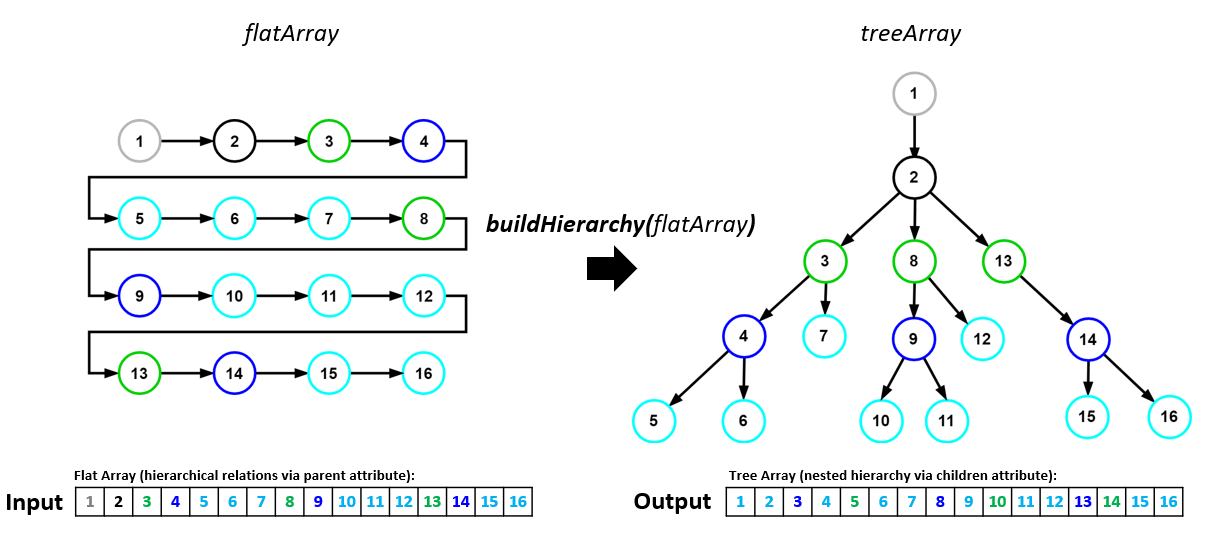 flatArray
treeArray
1
1 2 3 4
2
5 6 7 8
buildHierarchy(flatArray)
3 8 13
9 10 11 12
4 7 9 12 14
13 14 15 16
5 6 10 11 15 16
Flat Array (hierarchical relations via parent attribute):
Input 1 2 3 4 5 6 7 8 9 10 11 12 13 14 15 16
Tree Array (nested hierarchy via children attribute):
Output 1 2 3 4 5 6 7 8 9 10 11 12 13 14 15 16